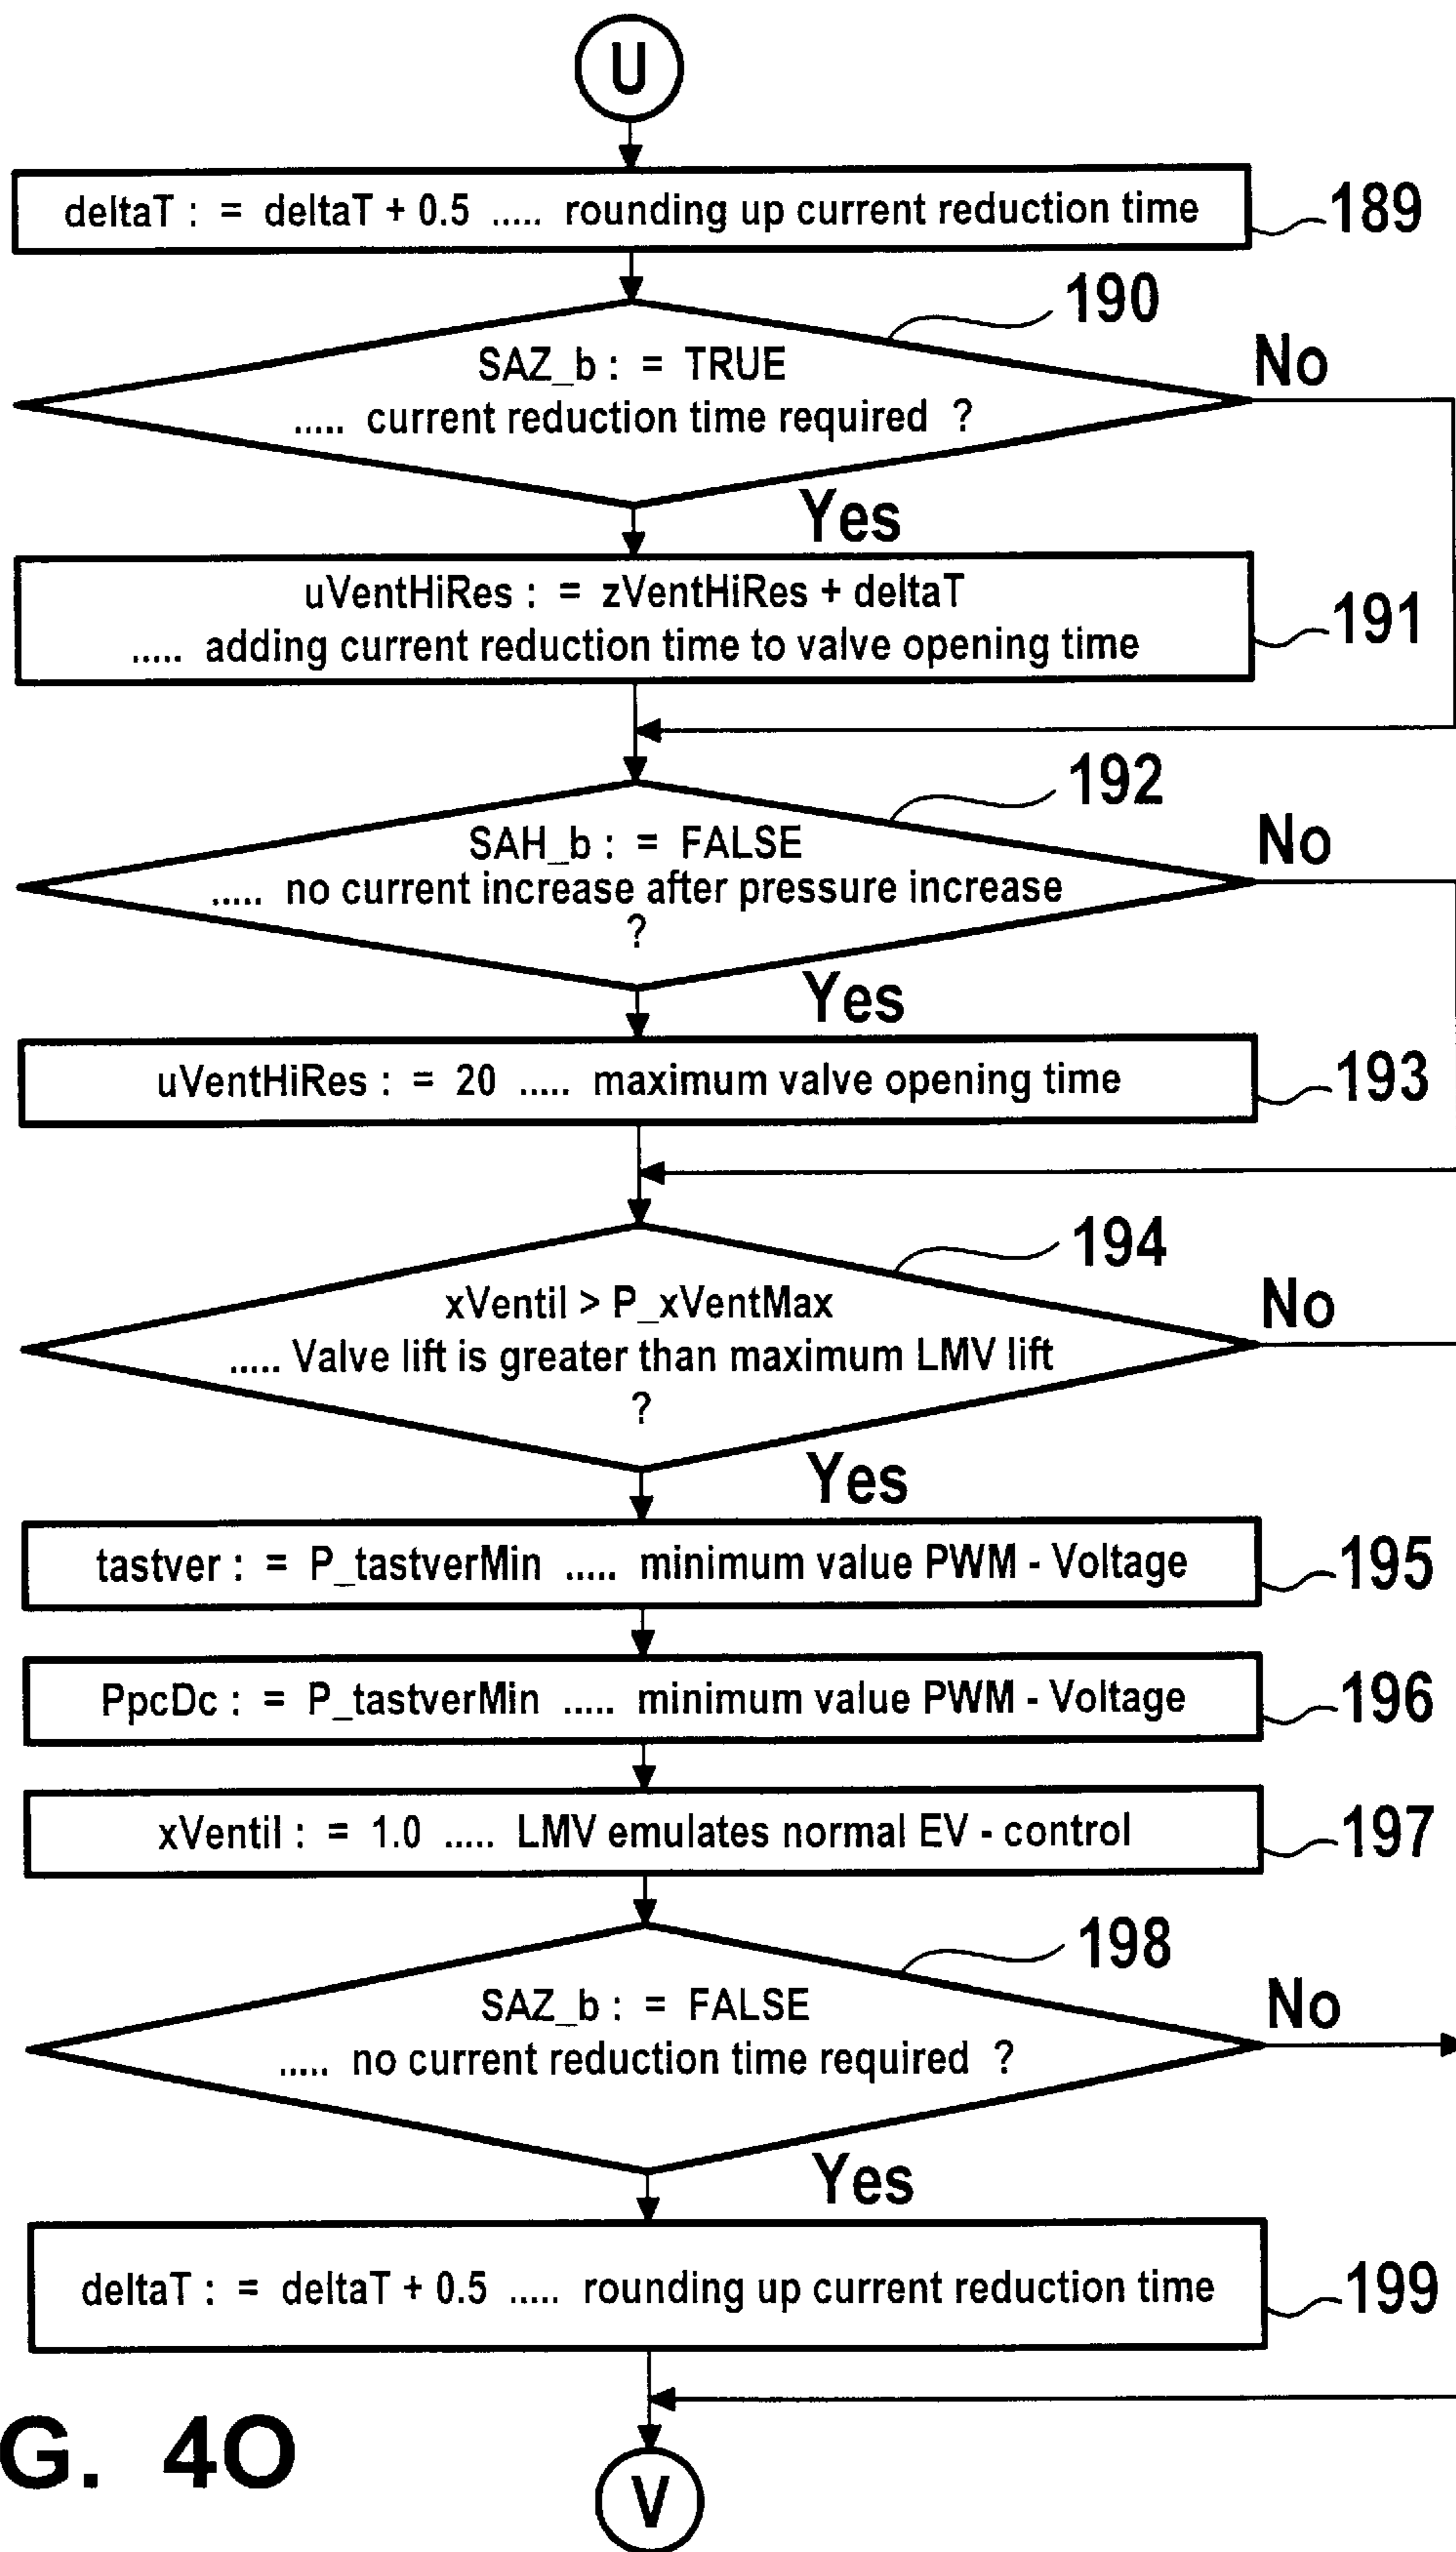 U
deltaT : = deltaT + 0.5 ..... rounding up current reduction time
189
190
SAZ_b : = TRUE
..... current reduction time required ?
No
Yes
uVentHiRes : = zVentHiRes + deltaT
..... adding current reduction time to valve opening time
191
192
SAH_b : = FALSE
..... no current increase after pressure increase
?
No
Yes
uVentHiRes : = 20 ..... maximum valve opening time
193
194
xVentil > P_xVentMax
..... Valve lift is greater than maximum LMV lift
?
No
Yes
tastver : = P_tastverMin ..... minimum value PWM - Voltage
195
PpcDc : = P_tastverMin ..... minimum value PWM - Voltage
196
xVentil : = 1.0 ..... LMV emulates normal EV - control
197
198
SAZ_b : = FALSE
..... no current reduction time required ?
No
Yes
deltaT : = deltaT + 0.5 ..... rounding up current reduction time
199
G. 4O
V